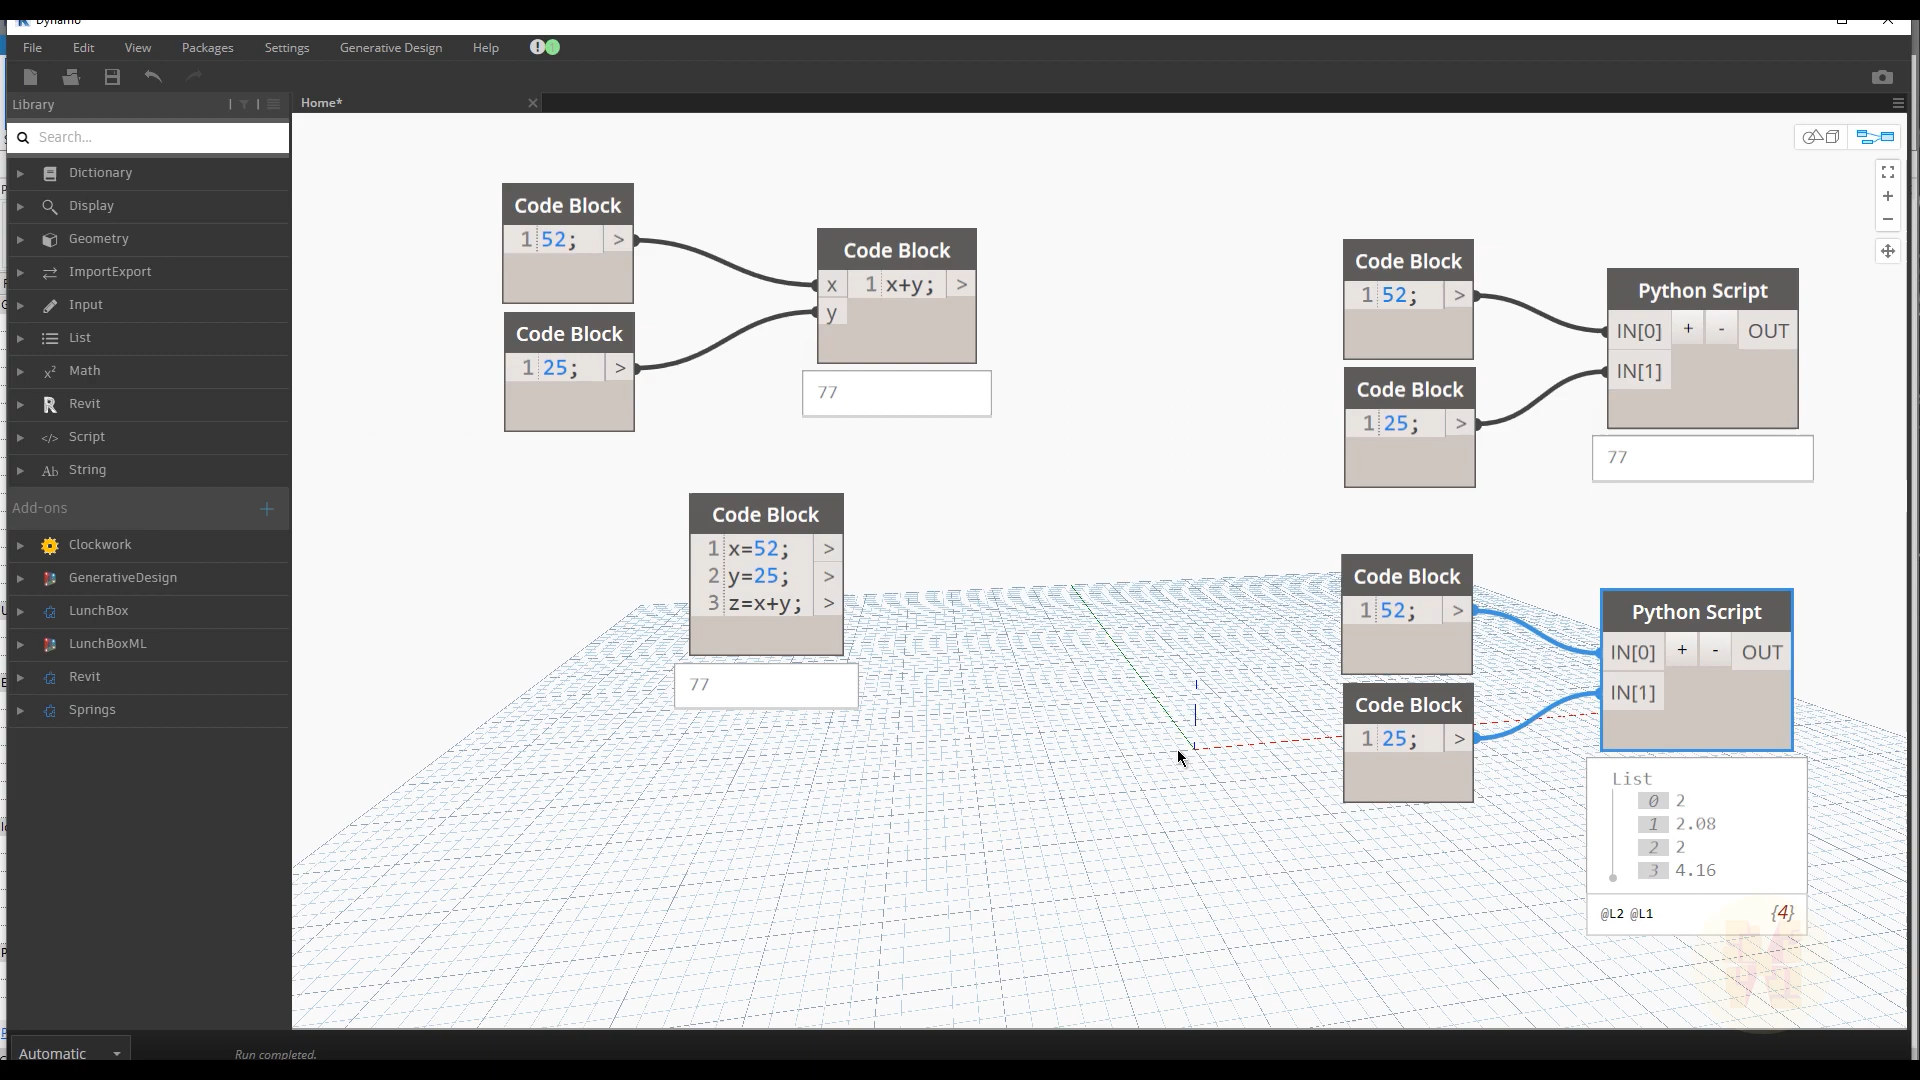 Dynamo
File Edit View Packages Settings Generative Design Help
Library
Home*
Search...
Dictionary
Display
Geometry
ImportExport
Input
List
Math
Revit
Script
String
Add-ons
Clockwork
GenerativeDesign
LunchBox
LunchBoxML
Revit
Springs
Code Block
1 52; >
Code Block
1 25; >
Code Block
x 1 x+y; >
y
77
Code Block
1 x=52; >
2 y=25; >
3 z=x+y; >
77
Code Block
1 52; >
Code Block
1 25; >
Python Script
IN[0] + - OUT
IN[1]
77
Code Block
1 52; >
Code Block
1 25; >
Python Script
IN[0] + - OUT
IN[1]
List
0 2
1 2.08
2 2
3 4.16
@L2 @L1 {4}
Automatic
Run completed.